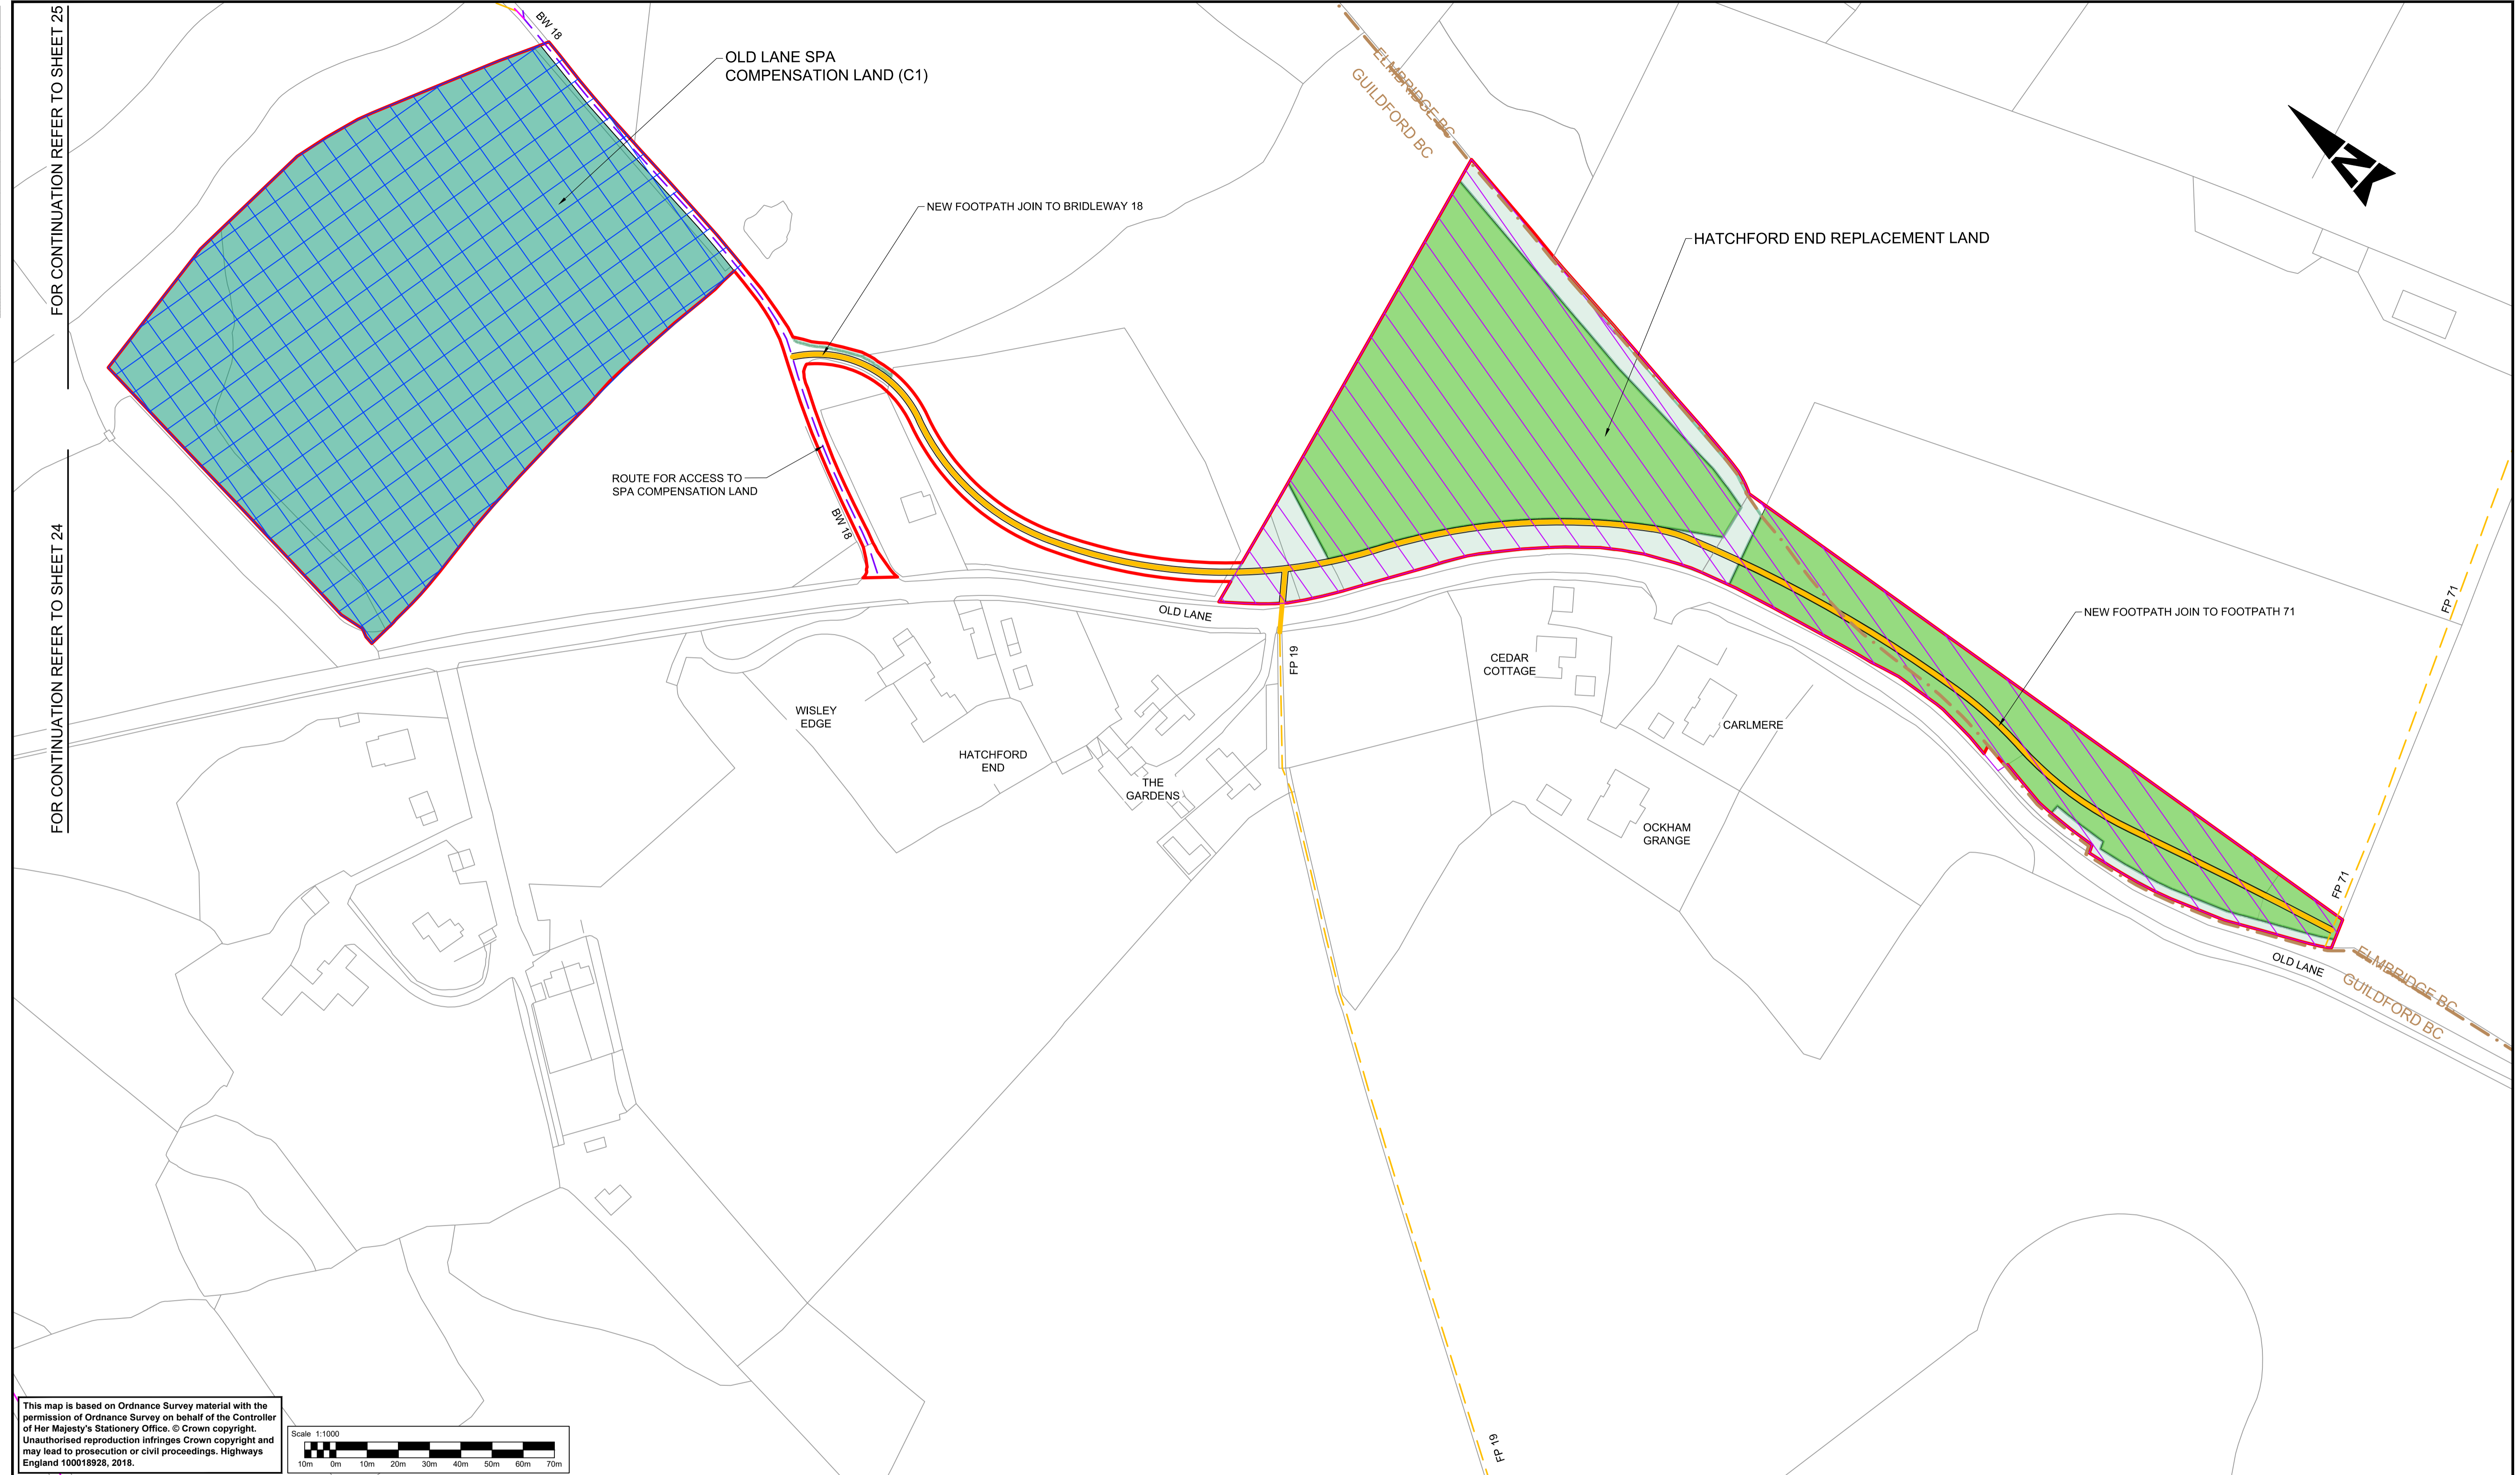 FOR CONTINUATION REFER TO SHEET 25
BW 18
OLD LANE SPA
COMPENSATION LAND (C1)
ELMBRIDGE BC
GUILDFORD BC
N
NEW FOOTPATH JOIN TO BRIDLEWAY 18
HATCHFORD END REPLACEMENT LAND
ROUTE FOR ACCESS TO
SPA COMPENSATION LAND
BW 18
FOR CONTINUATION REFER TO SHEET 24
OLD LANE
FP 19
FP 71
NEW FOOTPATH JOIN TO FOOTPATH 71
CEDAR
COTTAGE
WISLEY
EDGE
CARLMERE
HATCHFORD
END
THE
GARDENS
OCKHAM
GRANGE
FP 71
OLD LANE
ELMBRIDGE BC
GUILDFORD BC
FP 19
This map is based on Ordnance Survey material with the
permission of Ordnance Survey on behalf of the Controller
of Her Majesty's Stationery Office. © Crown copyright.
Unauthorised reproduction infringes Crown copyright and
may lead to prosecution or civil proceedings. Highways
England 100018928, 2018.
Scale 1:1000
10m 0m 10m 20m 30m 40m 50m 60m 70m